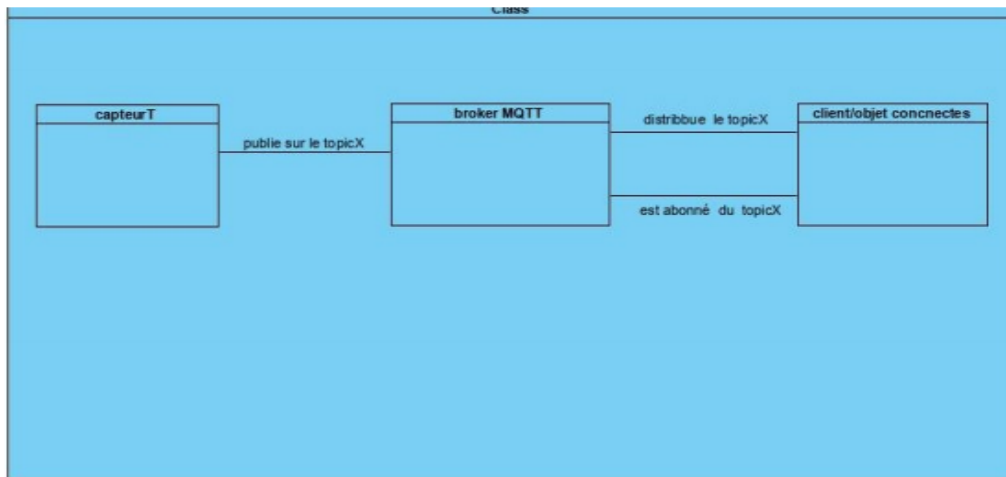 Class
capteurT
publie sur le topicX
broker MQTT
distribbue le topicX
est abonné du topicX
client/objet concnectes